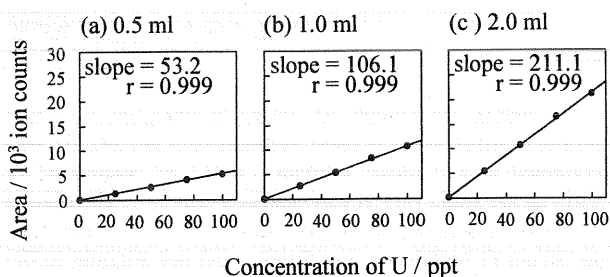 (a) 0.5 ml
(b) 1.0 ml
(c ) 2.0 ml
Area / 10³ ion counts
30
25
20
15
10
5
0
slope = 53.2
r = 0.999
slope = 106.1
r = 0.999
slope = 211.1
r = 0.999
0 20 40 60 80 100
0 20 40 60 80 100
0 20 40 60 80 100
Concentration of U / ppt